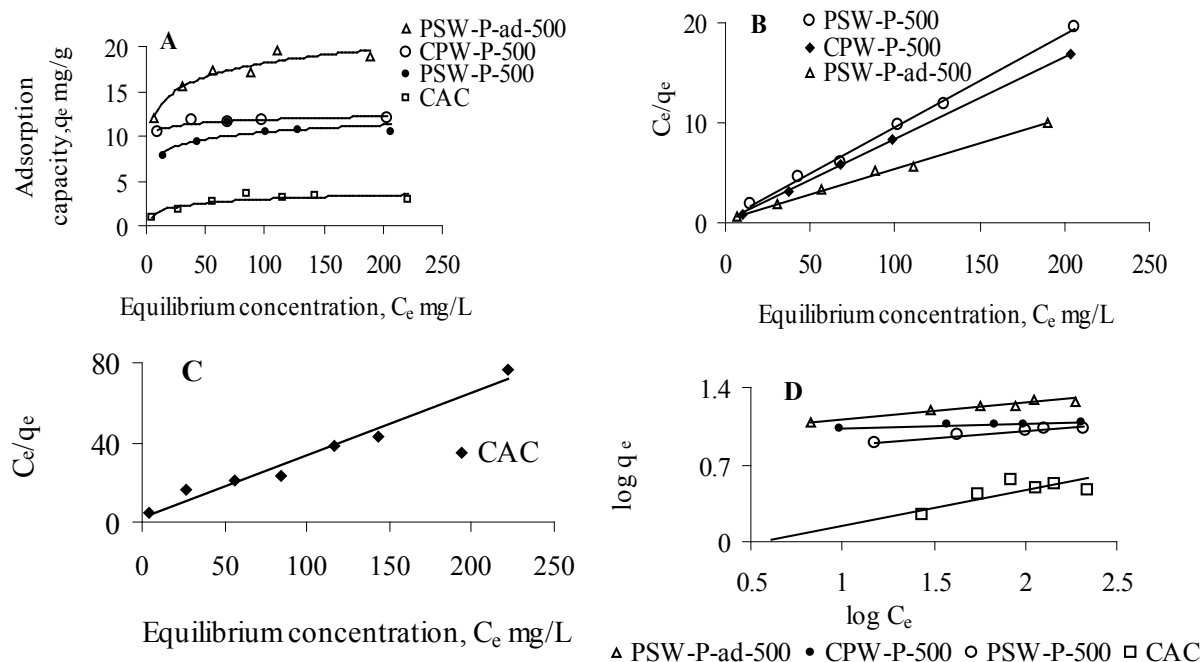 A
△ PSW-P-ad-500
○ CPW-P-500
● PSW-P-500
□ CAC
Adsorption
capacity,qe mg/g
20
15
10
5
0
0 50 100 150 200 250
Equilibrium concentration, Ce mg/L
B
○ PSW-P-500
◆ CPW-P-500
△ PSW-P-ad-500
Ce/qe
20
10
0
0 50 100 150 200 250
Equilibrium concentration, Ce mg/L
C
Ce/qe
80
40
0
◆ CAC
0 50 100 150 200 250
Equilibrium concentration, Ce mg/L
D
log qe
1.4
0.7
0
0.5 1 1.5 2 2.5
log Ce
△ PSW-P-ad-500 ● CPW-P-500 ○ PSW-P-500 □ CAC